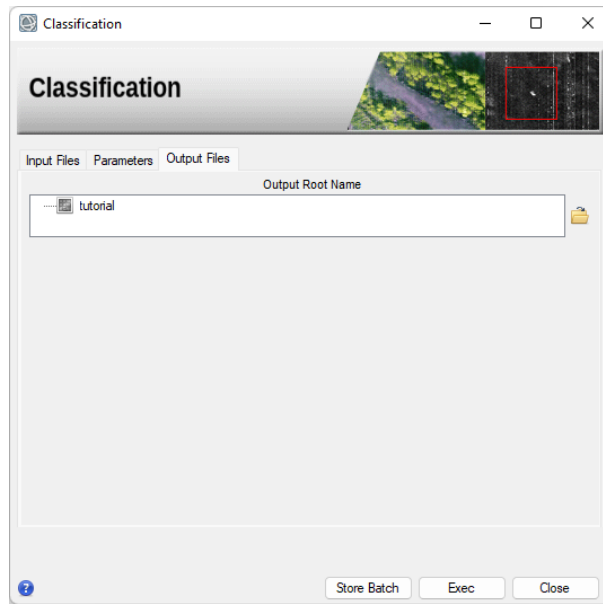 Classification
Classification
Input Files Parameters Output Files
Output Root Name
tutorial
Store Batch Exec Close